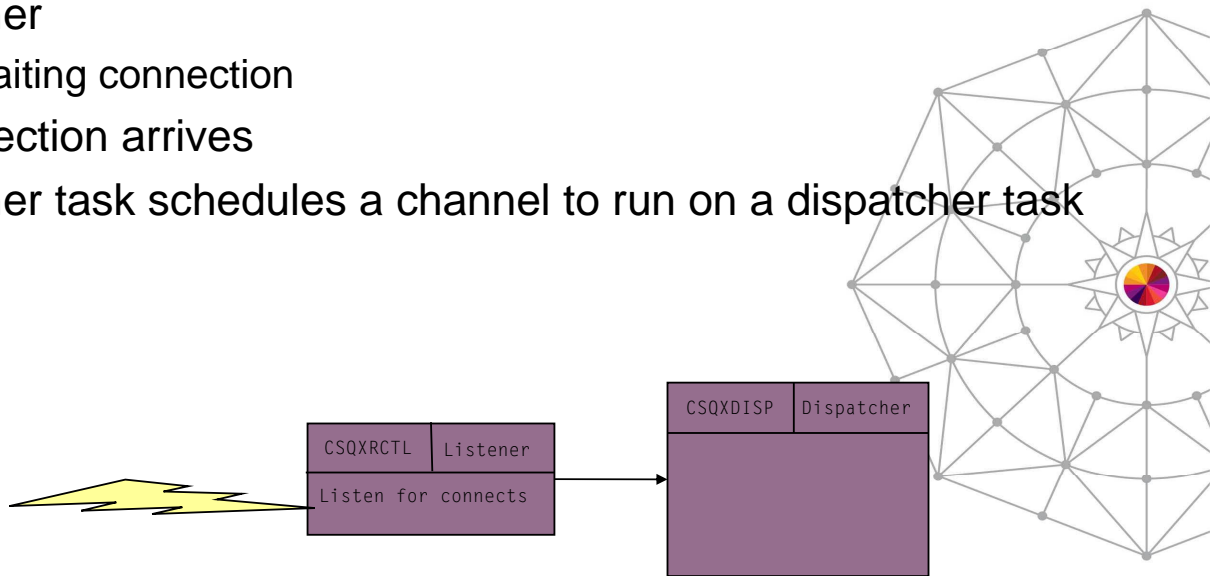 er
aiting connection
ection arrives
er task schedules a channel to run on a dispatcher task
CSQXDISP Dispatcher
CSQXRCTL Listener
Listen for connects